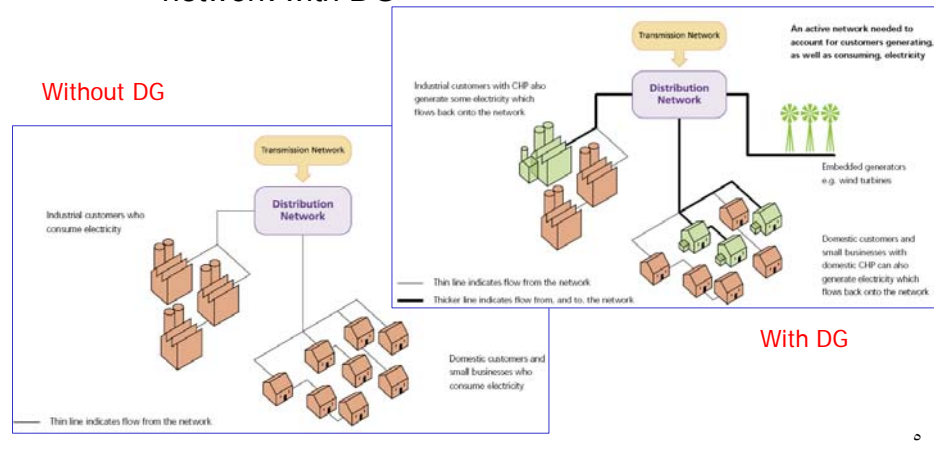 network with DG
Without DG
Transmission Network
Distribution
Network
Industrial customers who
consume electricity
Domestic customers and
small businesses who
consume electricity
Thin line indicates flow from the network
Transmission Network
An active network needed to
account for customers generating,
as well as consuming, electricity
Industrial customers with CHP also
generate some electricity which
flows back onto the network
Distribution
Network
Embedded generators
e.g. wind turbines
Domestic customers and
small businesses with
domestic CHP can also
generate electricity which
flows back onto the network
Thin line indicates flow from the network
Thicker line indicates flow from, and to, the network
With DG